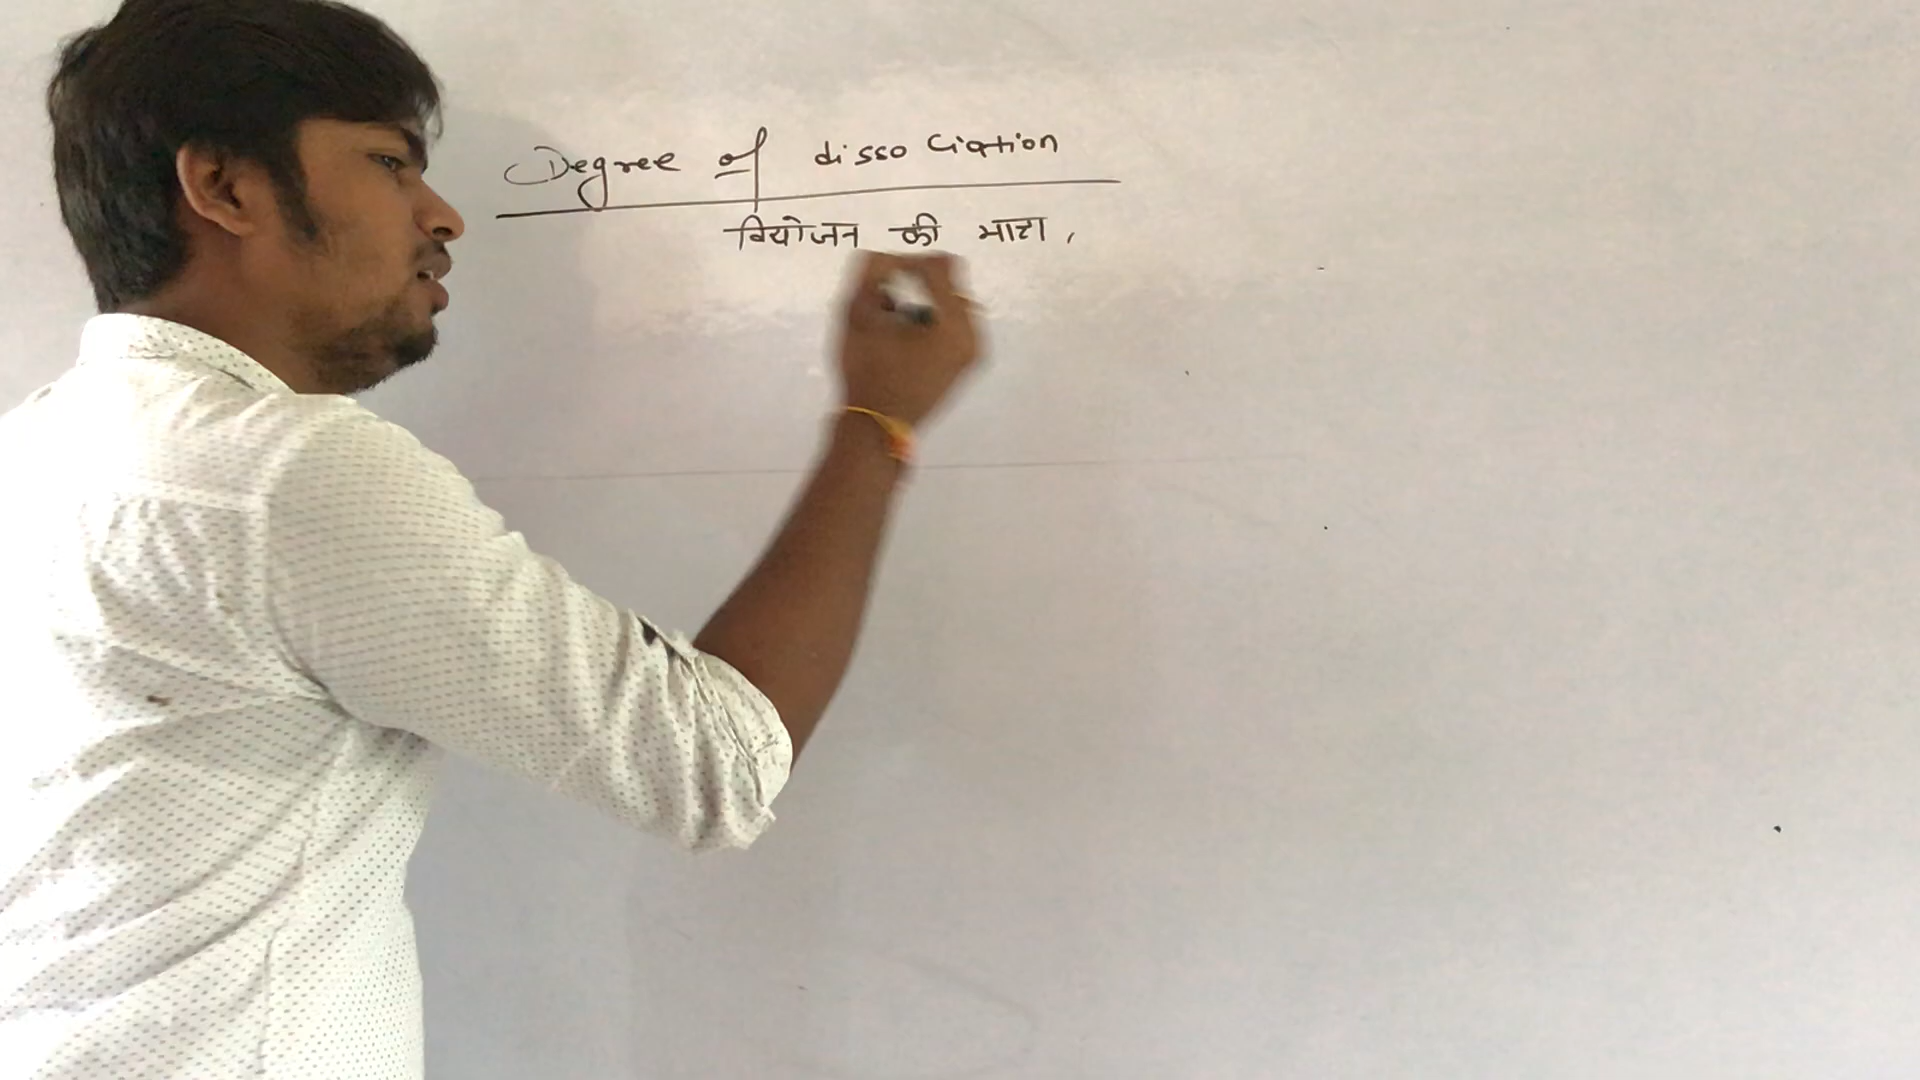 Degree of dissociation
वियोजन की मात्रा,